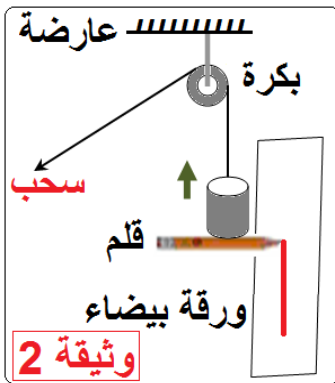 عارضة
بكرة
سحب
قلم
ورقة بيضاء
وثيقة 2